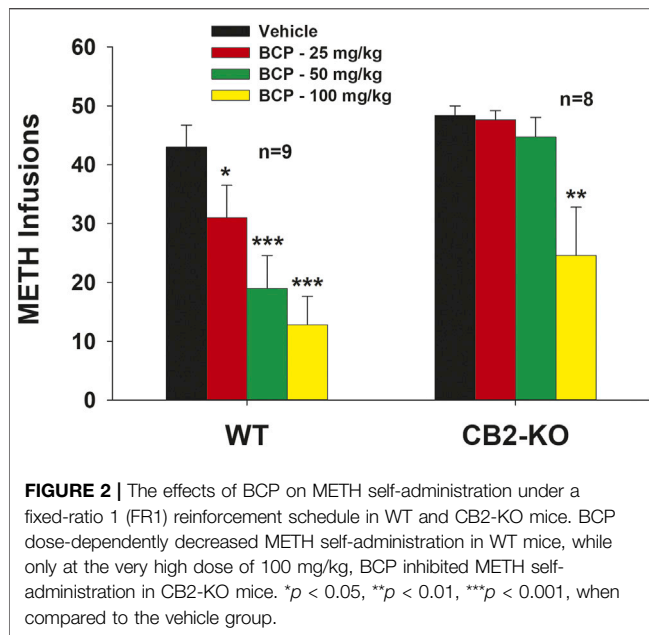 Vehicle
BCP - 25 mg/kg
BCP - 50 mg/kg
BCP - 100 mg/kg
METH Infusions
60
50
40
30
20
10
0
n=9
n=8
*
***
***
**
WT
CB2-KO
FIGURE 2 | The effects of BCP on METH self-administration under a
fixed-ratio 1 (FR1) reinforcement schedule in WT and CB2-KO mice. BCP
dose-dependently decreased METH self-administration in WT mice, while
only at the very high dose of 100 mg/kg, BCP inhibited METH self-
administration in CB2-KO mice. *p < 0.05, **p < 0.01, ***p < 0.001, when
compared to the vehicle group.